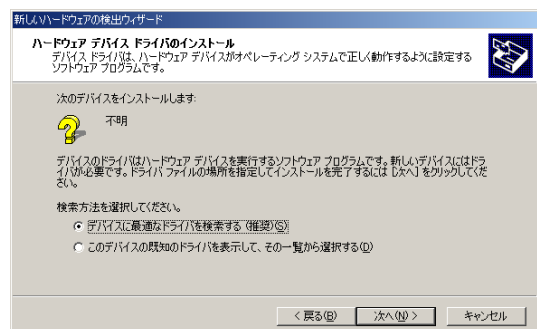 新しいハードウェアの検出ウィザード
ハードウェア デバイス ドライバのインストール
デバイス ドライバは、ハードウェア デバイスがオペレーティング システムで正しく動作するように設定する
ソフトウェア プログラムです。
次のデバイスをインストールします:
不明
デバイスのドライバはハードウェア デバイスを実行するソフトウェア プログラムです。新しいデバイスにはドラ
イバが必要です。ドライバ ファイルの場所を指定してインストールを完了するには [次へ] をクリックしてくだ
さい。
検索方法を選択してください。
デバイスに最適なドライバを検索する (推奨)(S)
このデバイスの既知のドライバを表示して、その一覧から選択する(D)
< 戻る(B)
次へ(N) >
キャンセル